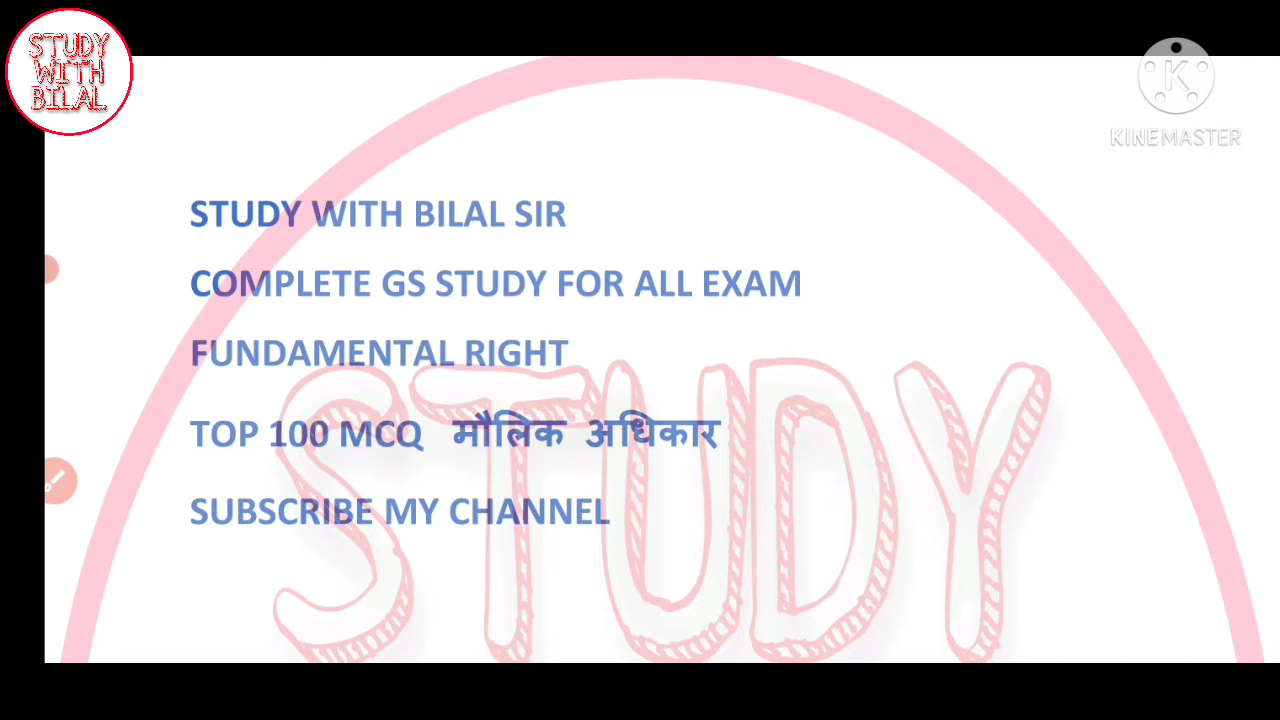 STUDY
WITH
BILAL
KINEMASTER
STUDY WITH BILAL SIR
COMPLETE GS STUDY FOR ALL EXAM
FUNDAMENTAL RIGHT
TOP 100 MCQ मौलिक अधिकार
SUBSCRIBE MY CHANNEL
STUDY